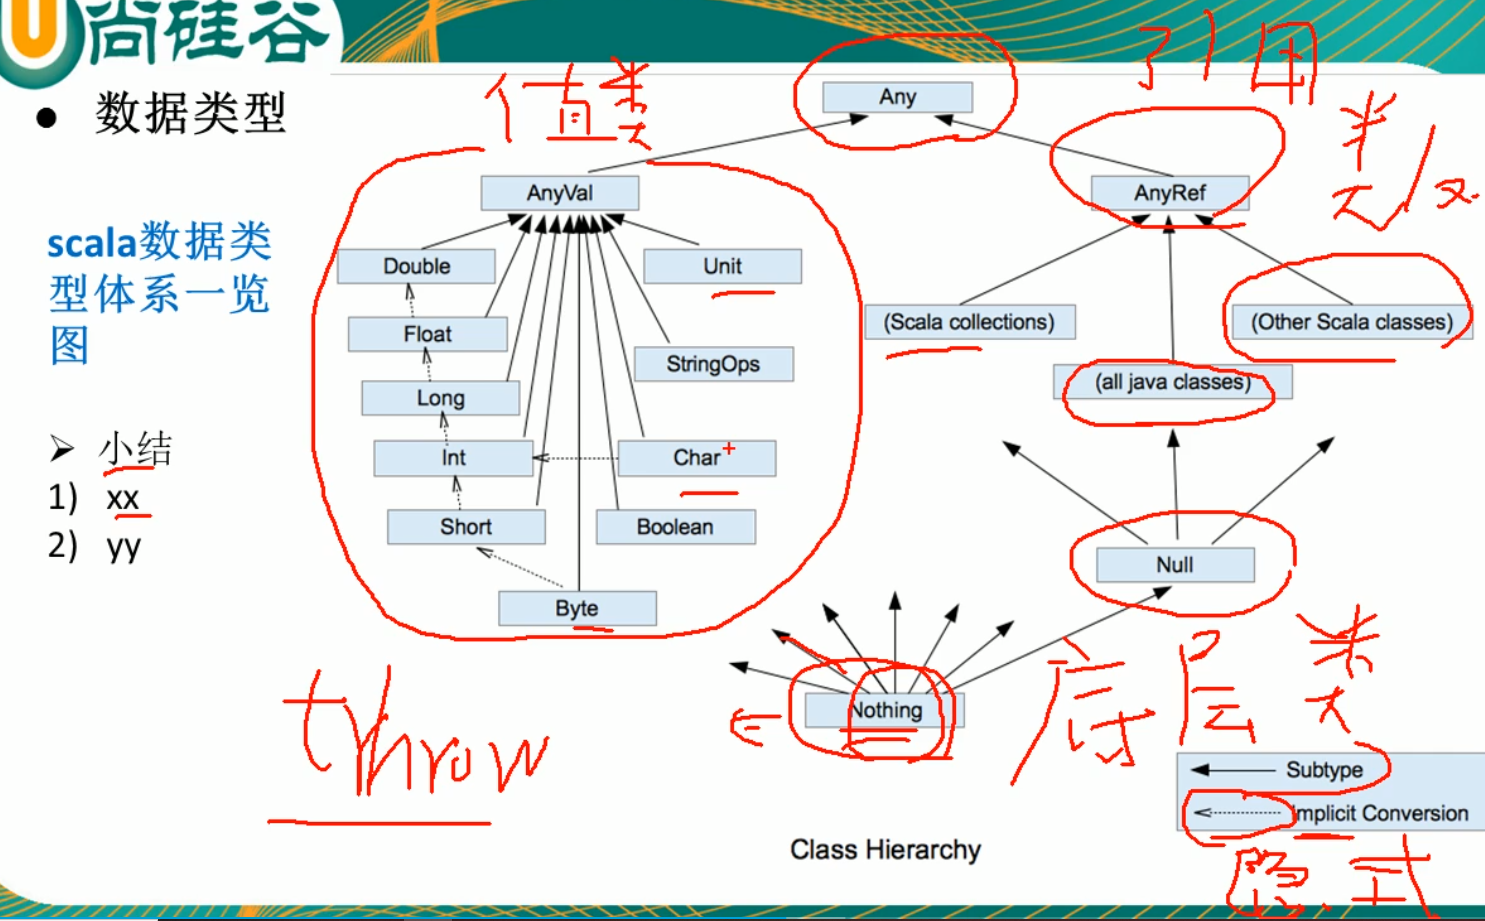 尚硅谷
数据类型
scala数据类
型体系一览
图
小结
1) xx
2) yy
值类
引用
类
Any
AnyVal
AnyRef
Double
Unit
Float
(Scala collections)
(Other Scala classes)
StringOps
(all java classes)
Long
Int
Char
Short
Boolean
Null
Byte
Nothing
throw
底层类
Subtype
Implicit Conversion
隐式
Class Hierarchy